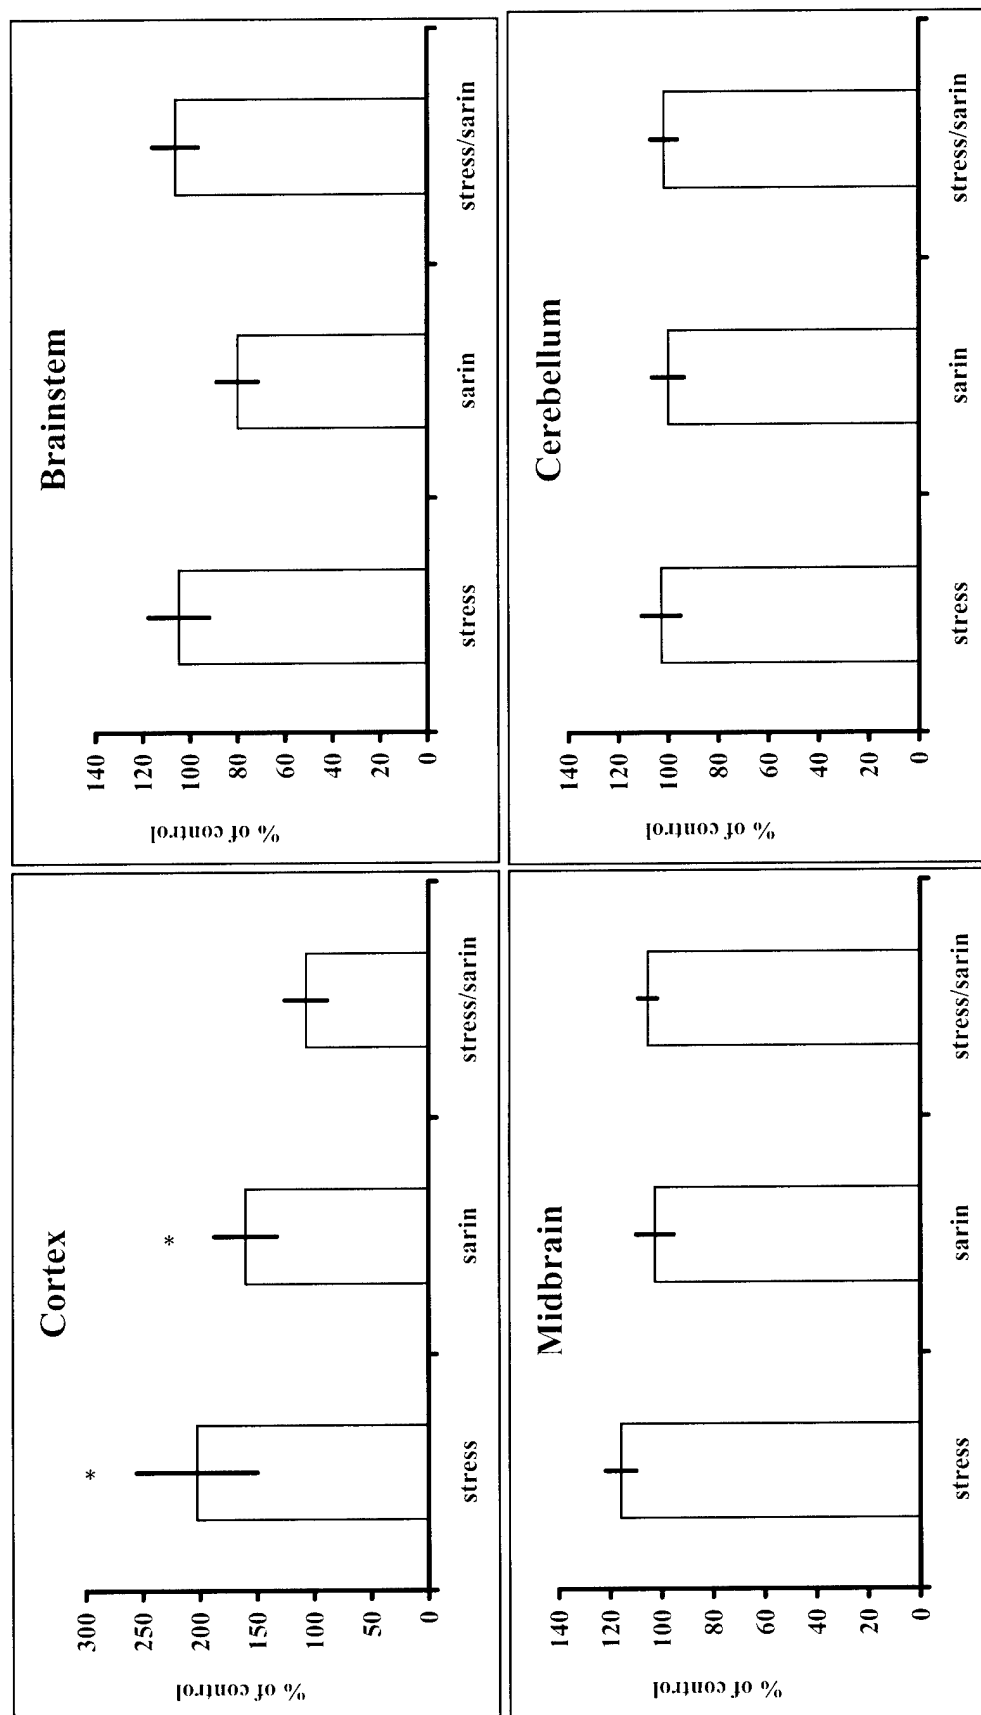 Cortex
% of control
300
250
200
150
100
50
0
*
*
stress
sarin
stress/sarin
Brainstem
% of control
140
120
100
80
60
40
20
0
stress
sarin
stress/sarin
Midbrain
% of control
140
120
100
80
60
40
20
0
stress
sarin
stress/sarin
Cerebellum
% of control
140
120
100
80
60
40
20
0
stress
sarin
stress/sarin